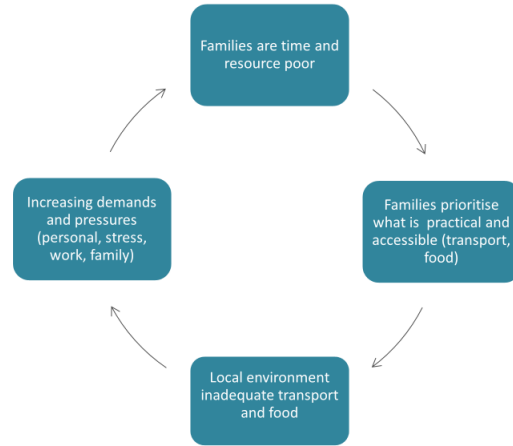 Families are time and
resource poor
Increasing demands
and pressures
(personal, stress,
work, family)
Families prioritise
what is  practical and
accessible (transport,
food)
Local environment
inadequate transport
and food